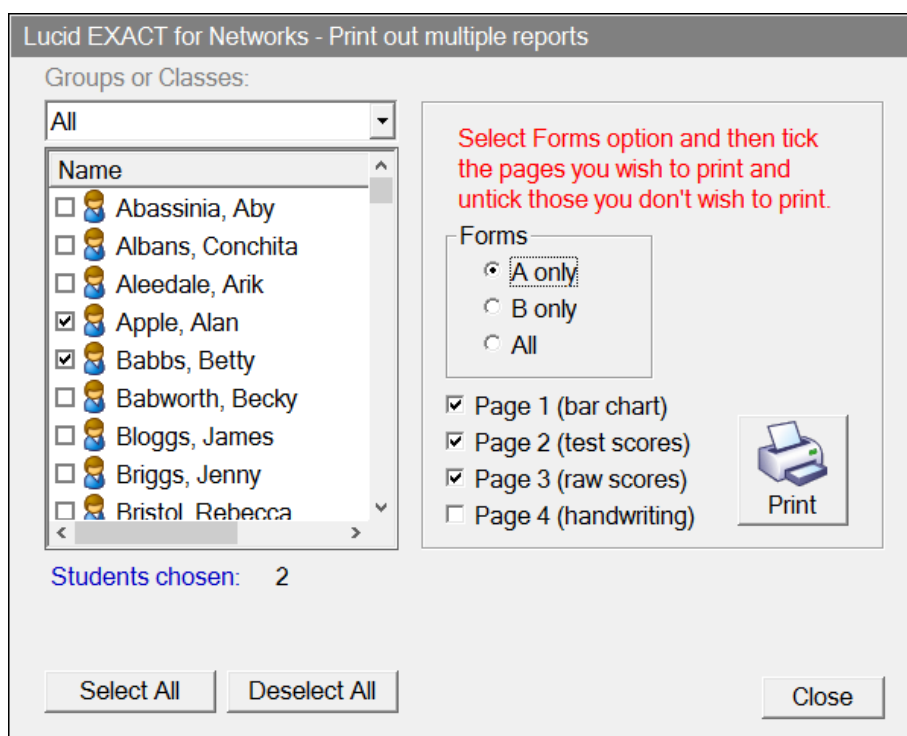 Lucid EXACT for Networks - Print out multiple reports
Groups or Classes:
All
Name
Abassinia, Aby
Albans, Conchita
Aleedale, Arik
Apple, Alan
Babbs, Betty
Babworth, Becky
Bloggs, James
Briggs, Jenny
Bristol, Rebecca
Students chosen: 2
Select All
Deselect All
Select Forms option and then tick
the pages you wish to print and
untick those you don't wish to print.
Forms
A only
B only
All
Page 1 (bar chart)
Page 2 (test scores)
Page 3 (raw scores)
Page 4 (handwriting)
Print
Close